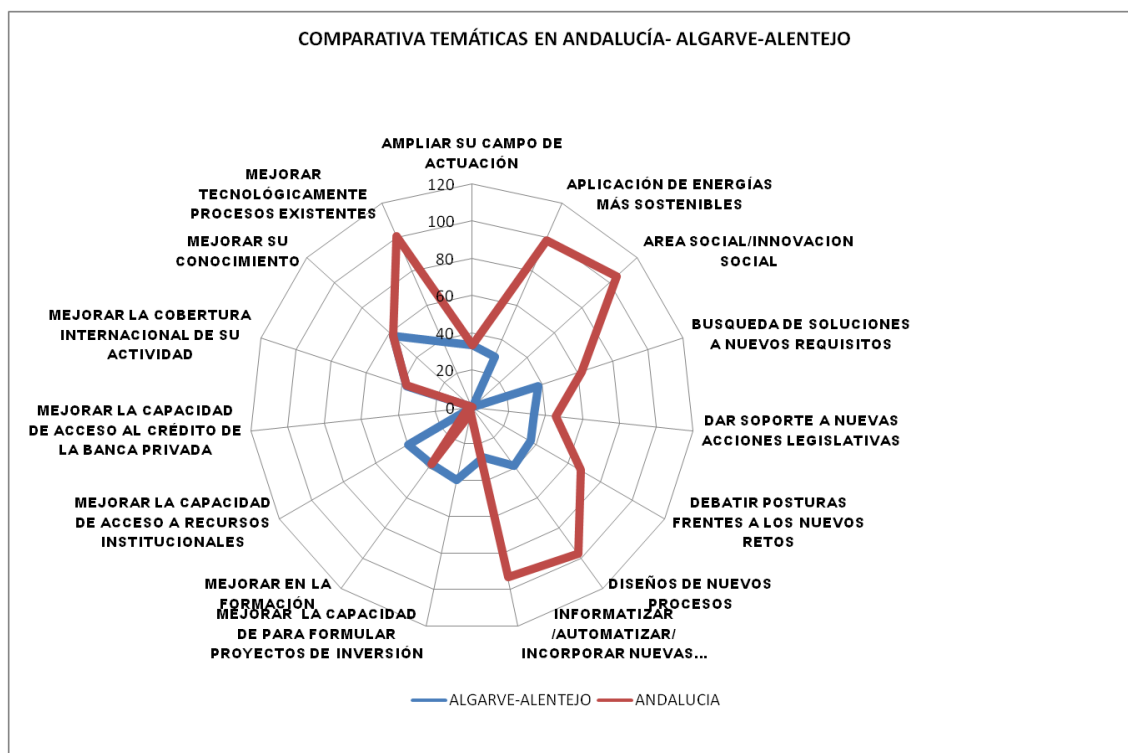 COMPARATIVA TEMÁTICAS EN ANDALUCÍA- ALGARVE-ALENTEJO
AMPLIAR SU CAMPO DE
ACTUACIÓN
APLICACIÓN DE ENERGÍAS
MÁS SOSTENIBLES
AREA SOCIAL/INNOVACION
SOCIAL
BUSQUEDA DE SOLUCIONES
A NUEVOS REQUISITOS
DAR SOPORTE A NUEVAS
ACCIONES LEGISLATIVAS
DEBATIR POSTURAS
FRENTES A LOS NUEVOS
RETOS
DISEÑOS DE NUEVOS
PROCESOS
INFORMATIZAR
/AUTOMATIZAR/
INCORPORAR NUEVAS...
MEJORAR LA CAPACIDAD
DE PARA FORMULAR
PROYECTOS DE INVERSIÓN
MEJORAR EN LA
FORMACIÓN
MEJORAR LA CAPACIDAD
DE ACCESO A RECURSOS
INSTITUCIONALES
MEJORAR LA CAPACIDAD
DE ACCESO AL CRÉDITO DE
LA BANCA PRIVADA
MEJORAR LA COBERTURA
INTERNACIONAL DE SU
ACTIVIDAD
MEJORAR SU
CONOCIMIENTO
MEJORAR
TECNOLÓGICAMENTE
PROCESOS EXISTENTES
120
100
80
60
40
20
0
ALGARVE-ALENTEJO
ANDALUCIA